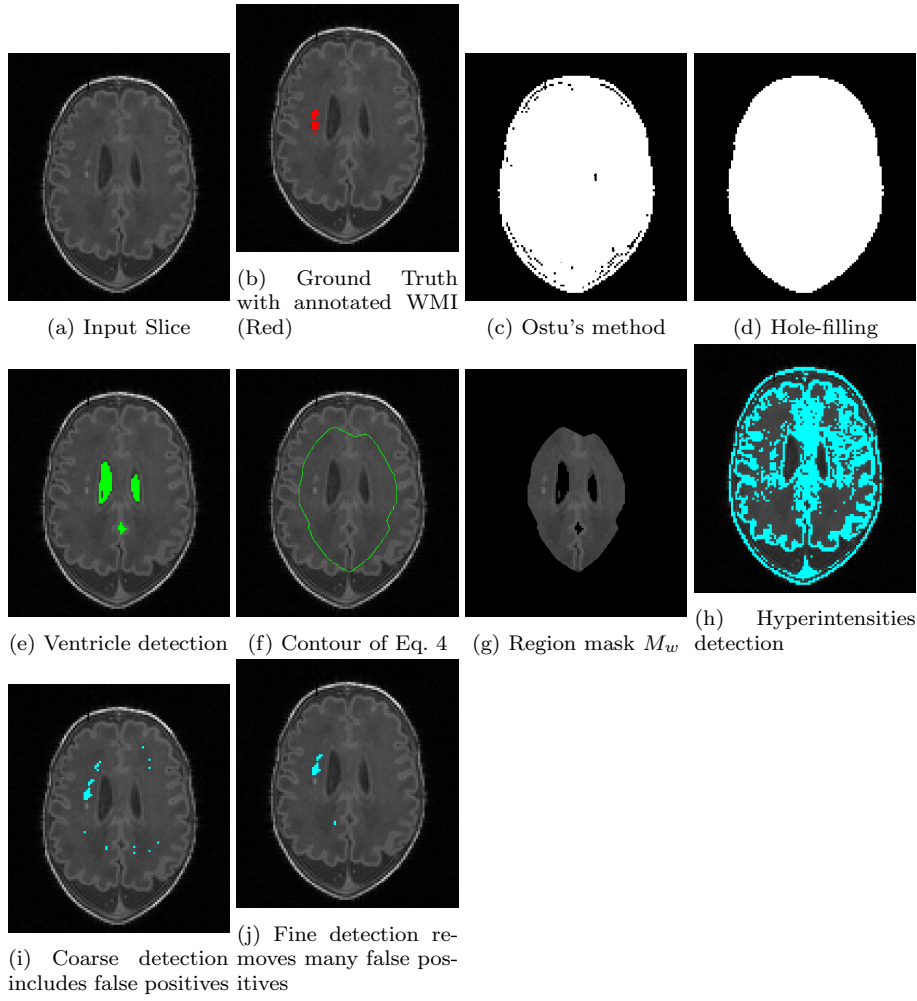 (a) Input Slice
(b) Ground Truth
with annotated WMI
(Red)
(c) Ostu's method
(d) Hole-filling
(e) Ventricle detection
(f) Contour of Eq. 4
(g) Region mask M_w
(h) Hyperintensities
detection
(i) Coarse detection
includes false positives
(j) Fine detection re-
moves many false pos-
itives